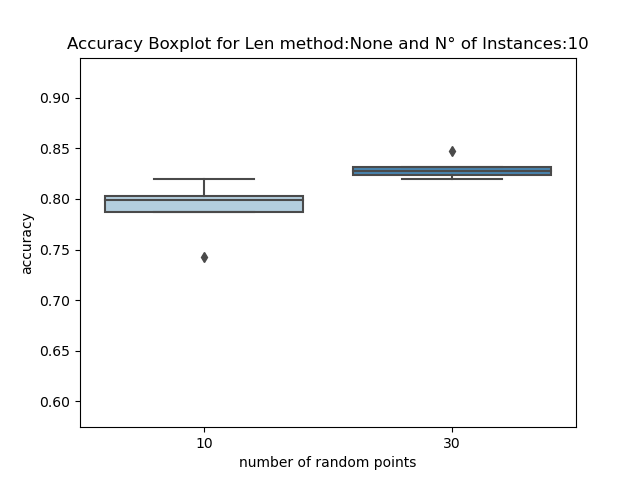 Accuracy Boxplot for Len method:None and N° of Instances:10
0.90
0.85
0.80
0.75
0.70
0.65
0.60
accuracy
10 30
number of random points